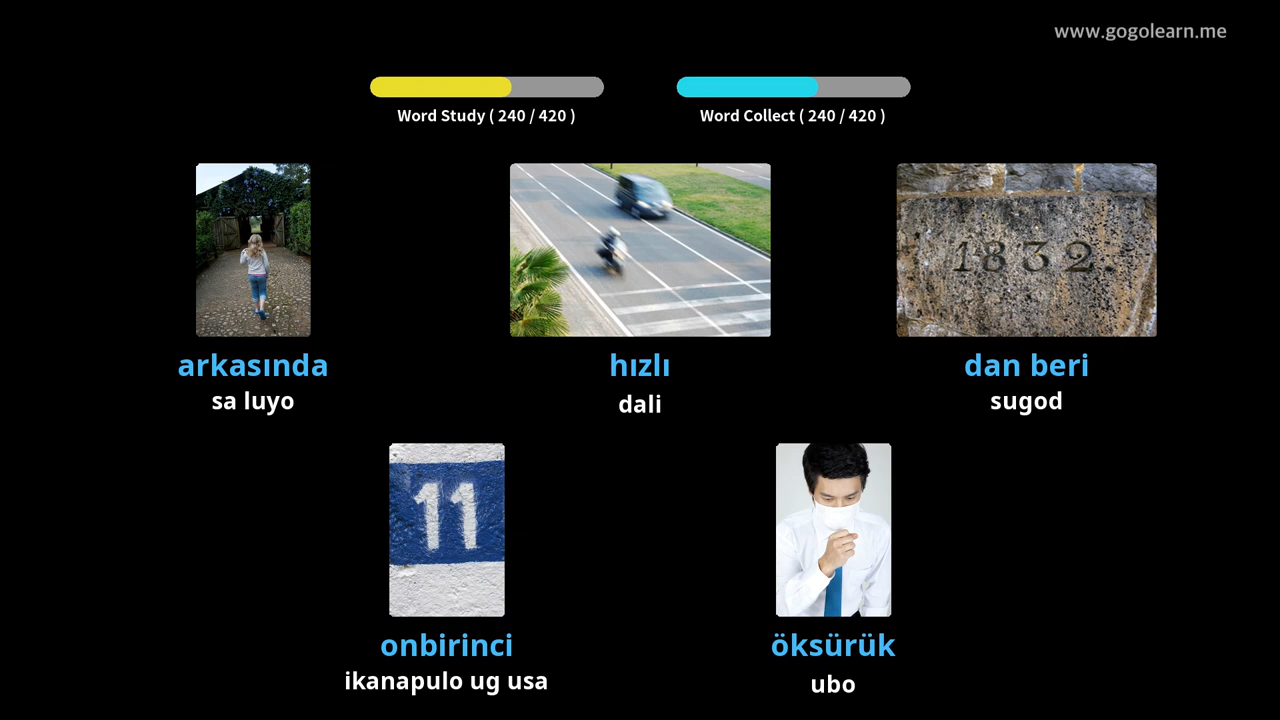 www.gogolearn.me
Word Study ( 240 / 420 )
Word Collect ( 240 / 420 )
1832.
arkasında
sa luyo
hızlı
dali
dan beri
sugod
11
onbirinci
ikanapulo ug usa
öksürük
ubo